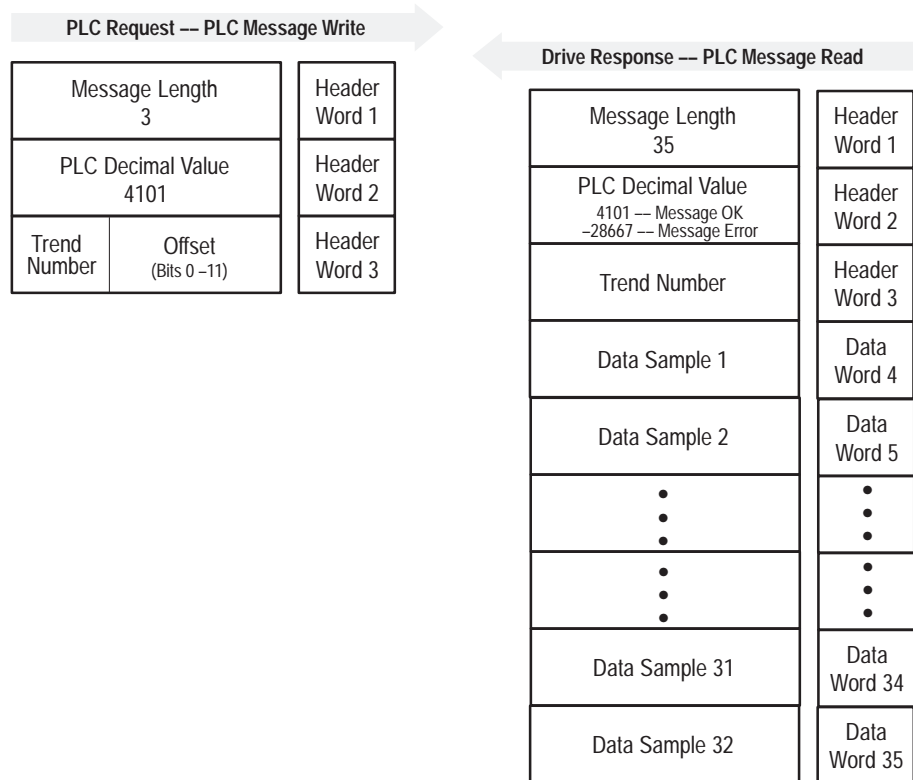 PLC Request –– PLC Message Write
Message Length
3
Header
Word 1
PLC Decimal Value
4101
Header
Word 2
Trend
Number
Offset
(Bits 0 –11)
Header
Word 3
Drive Response –– PLC Message Read
Message Length
35
Header
Word 1
PLC Decimal Value
4101 –– Message OK
–28667 –– Message Error
Header
Word 2
Trend Number
Header
Word 3
Data Sample 1
Data
Word 4
Data Sample 2
Data
Word 5
Data Sample 31
Data
Word 34
Data Sample 32
Data
Word 35